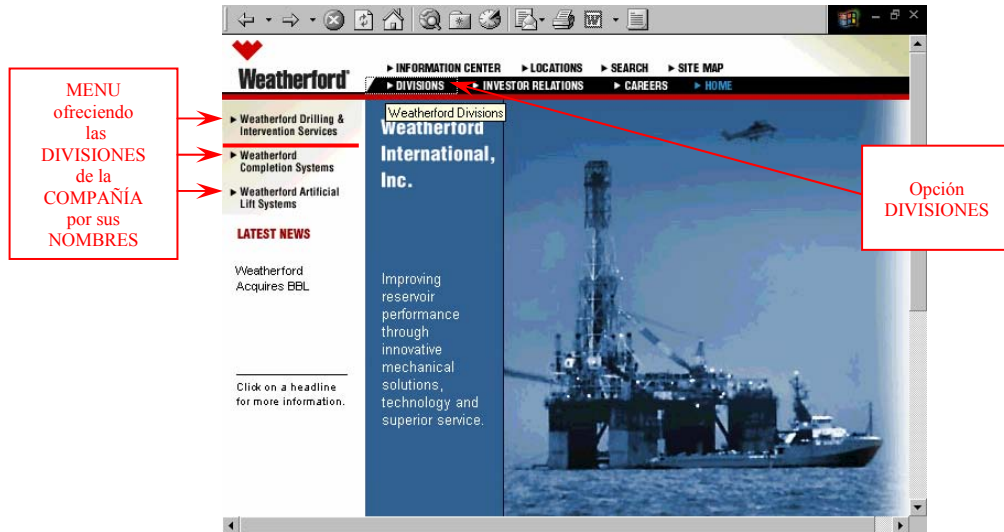 INFORMATION CENTER LOCATIONS SEARCH SITE MAP
Weatherford
DIVISIONS INVESTOR RELATIONS CAREERS HOME
Weatherford Divisions
MENU
ofreciendo
las
DIVISIONES
de la
COMPAÑÍA
por sus
NOMBRES
Weatherford Drilling &
Intervention Services
Weatherford
Completion Systems
Weatherford Artificial
Lift Systems
LATEST NEWS
Weatherford
Acquires BBL
Click on a headline
for more information.
Weatherford
International,
Inc.
Improving
reservoir
performance
through
innovative
mechanical
solutions,
technology and
superior service.
Opción
DIVISIONES